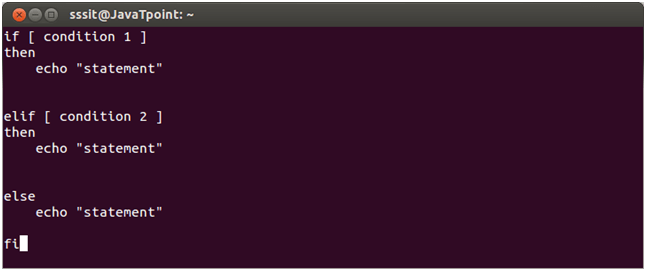 sssit@JavaTpoint: ~
if [ condition 1 ]
then
    echo "statement"
elif [ condition 2 ]
then
    echo "statement"
else
    echo "statement"
fi